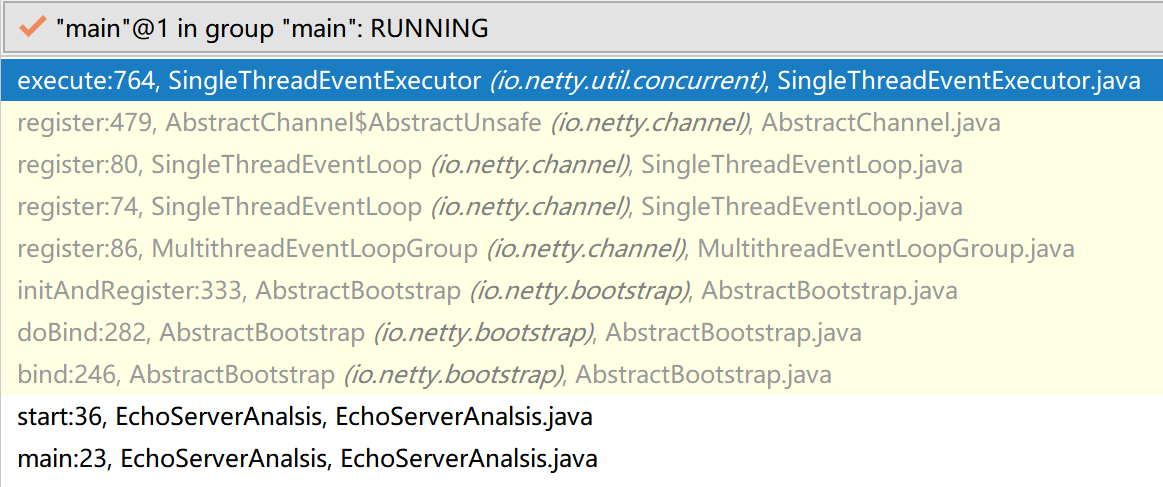 "main"@1 in group "main": RUNNING
execute:764, SingleThreadEventExecutor (io.netty.util.concurrent), SingleThreadEventExecutor.java
register:479, AbstractChannel$AbstractUnsafe (io.netty.channel), AbstractChannel.java
register:80, SingleThreadEventLoop (io.netty.channel), SingleThreadEventLoop.java
register:74, SingleThreadEventLoop (io.netty.channel), SingleThreadEventLoop.java
register:86, MultithreadEventLoopGroup (io.netty.channel), MultithreadEventLoopGroup.java
initAndRegister:333, AbstractBootstrap (io.netty.bootstrap), AbstractBootstrap.java
doBind:282, AbstractBootstrap (io.netty.bootstrap), AbstractBootstrap.java
bind:246, AbstractBootstrap (io.netty.bootstrap), AbstractBootstrap.java
start:36, EchoServerAnalsis, EchoServerAnalsis.java
main:23, EchoServerAnalsis, EchoServerAnalsis.java